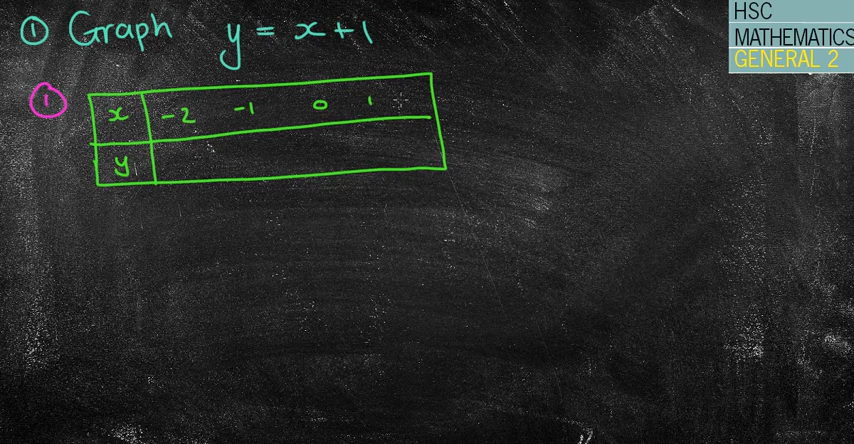 ① Graph y = x + 1
HSC
MATHEMATICS
GENERAL 2
①
x -2 -1 0 1
y